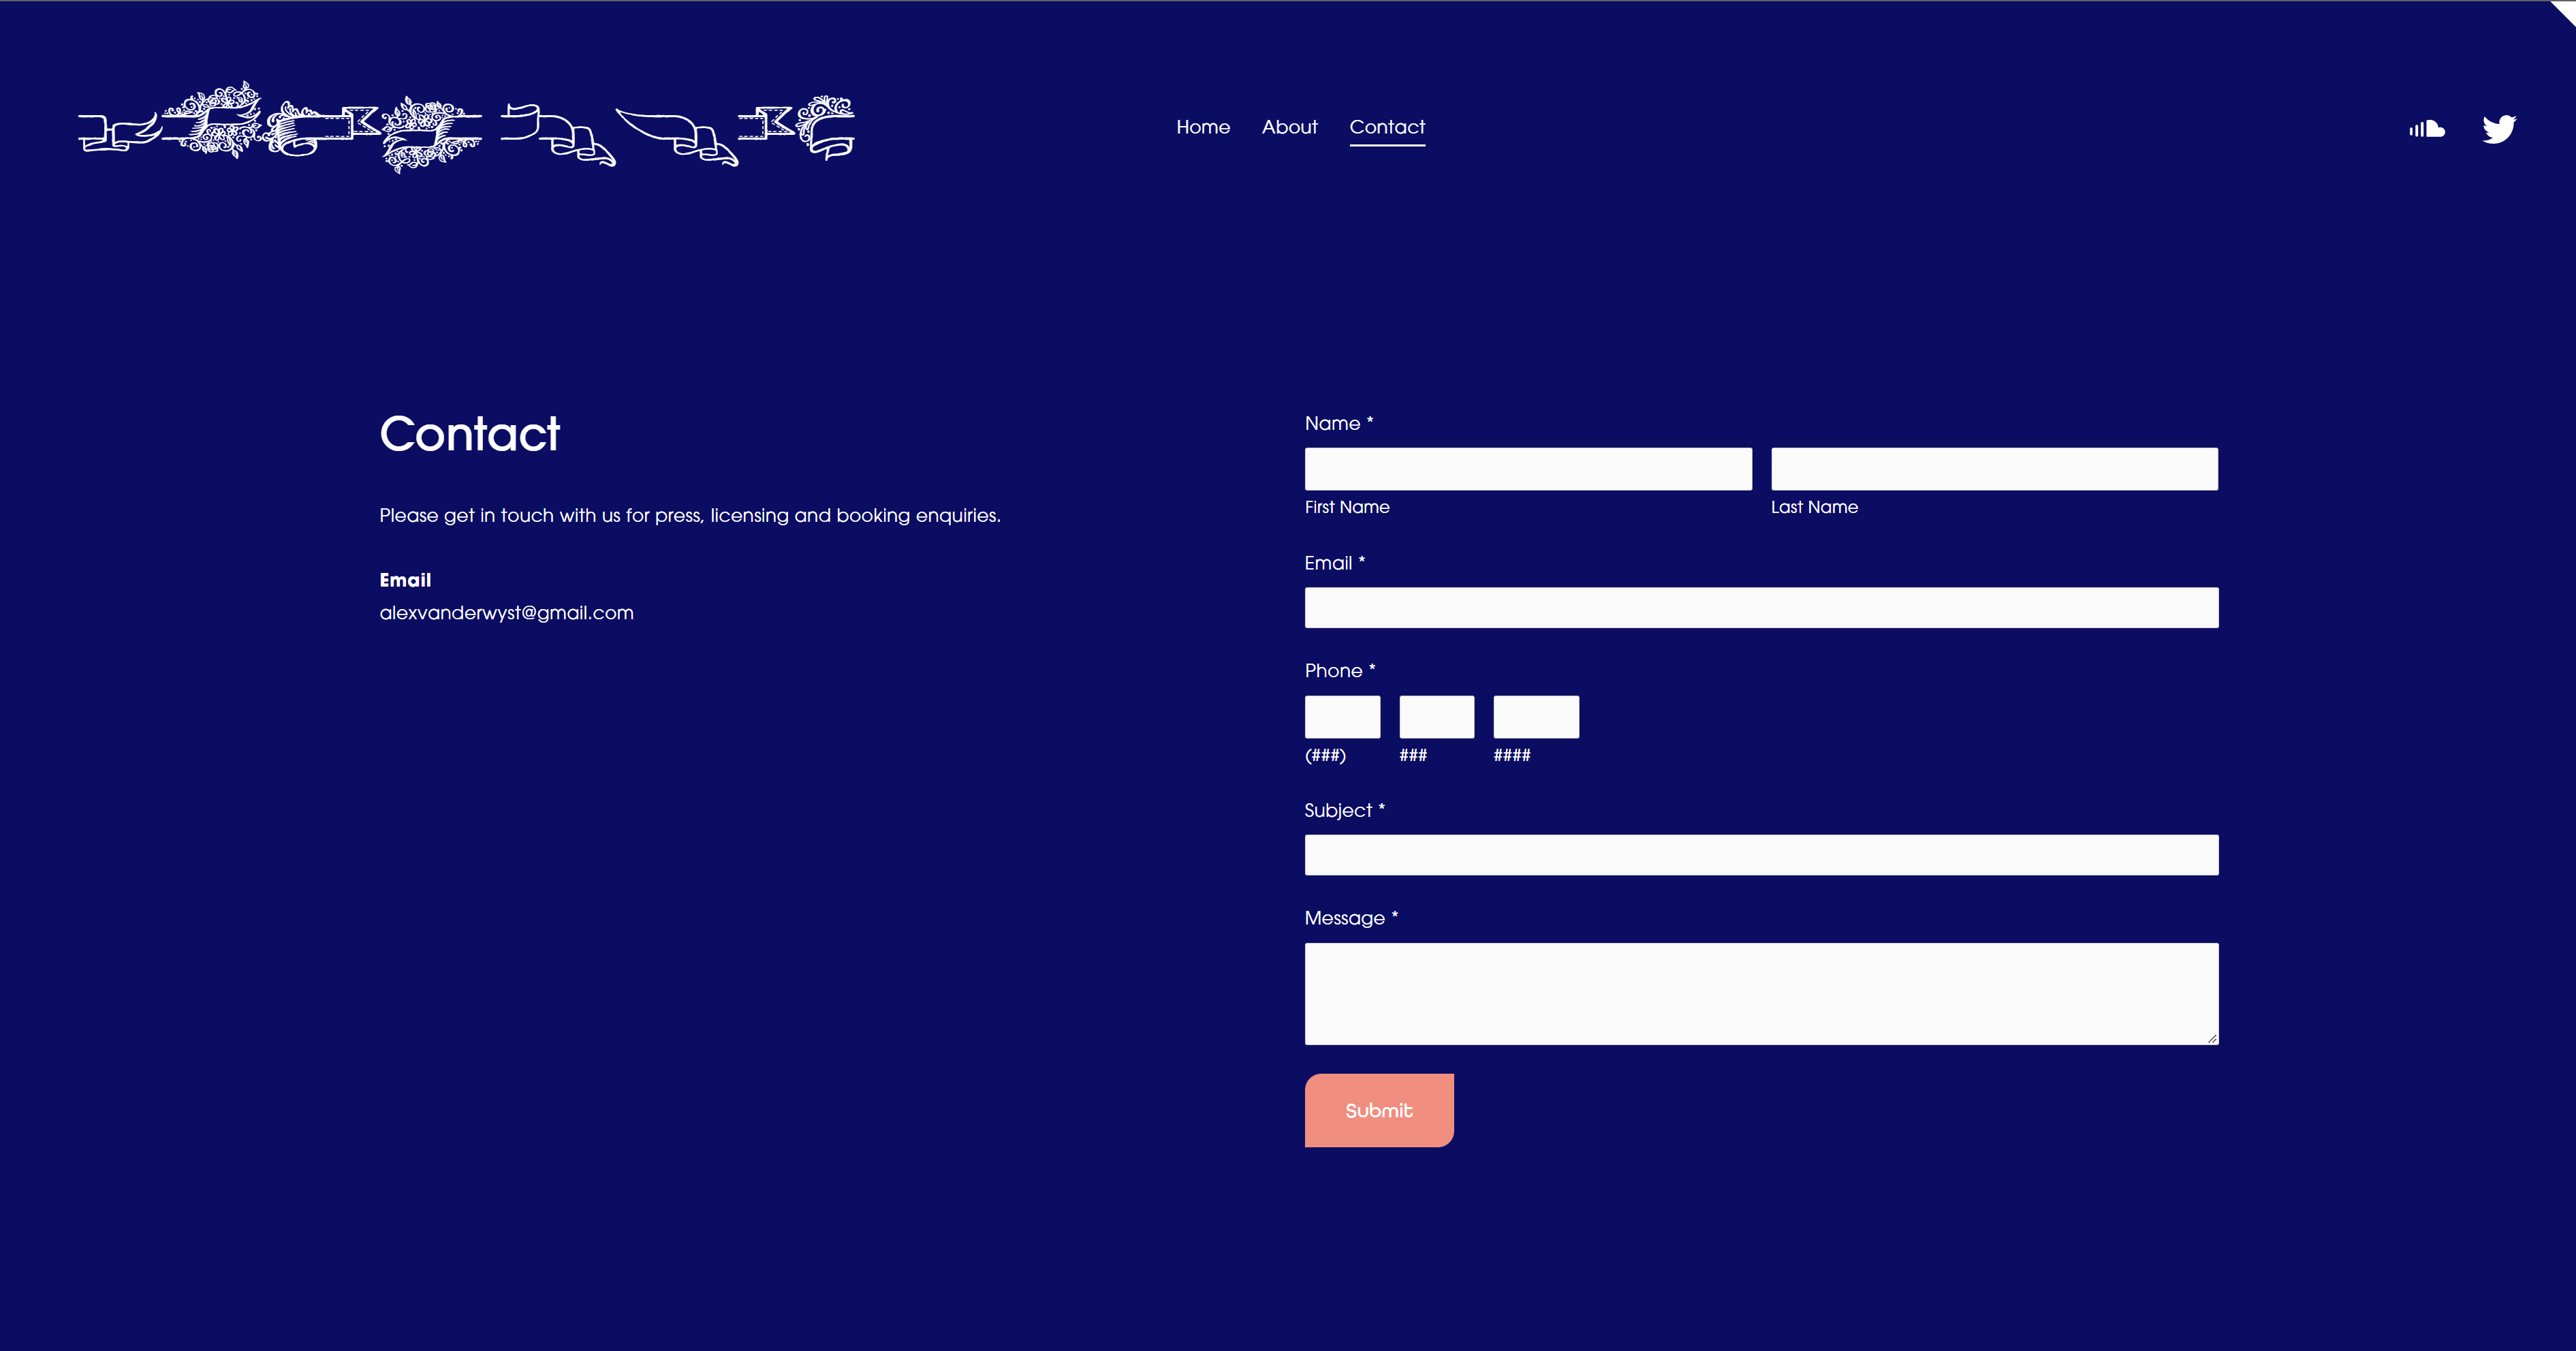 Home About Contact
Contact
Please get in touch with us for press, licensing and booking enquiries.
Email
alexvanderwyst@gmail.com
Name *
First Name Last Name
Email *
Phone *
(###) ### ####
Subject *
Message *
Submit